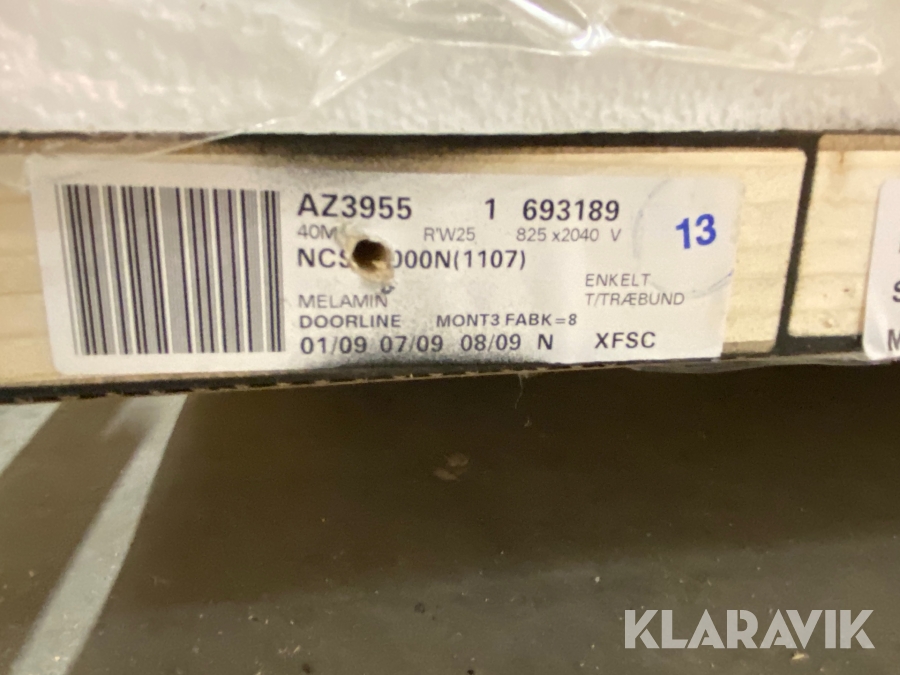 AZ3955 1 693189
40M R'W25 825 x2040 V
13
NCS 000N(1107)
ENKELT
MELAMIN T/TRÆBUND
DOORLINE MONT3 FABK=8
01/09 07/09 08/09 N XFSC
S
M
KLARAVIK